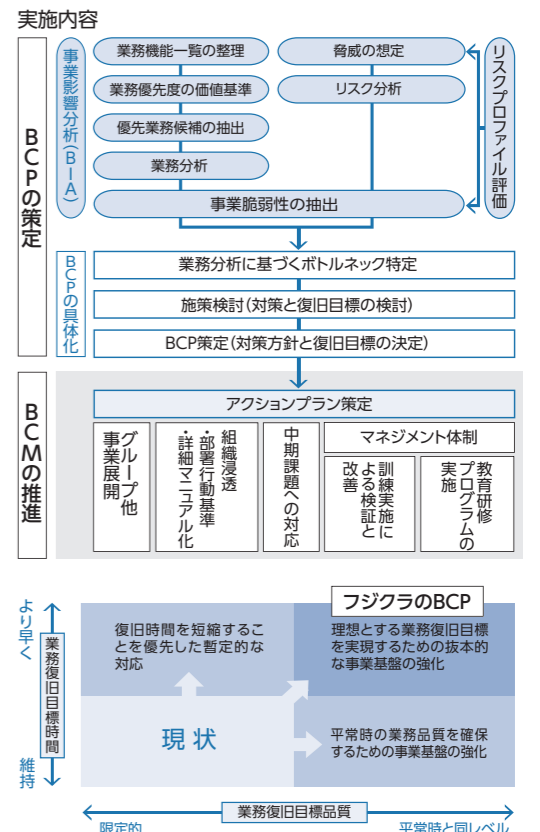 実施内容
BCPの策定
事業影響分析(BIA)
業務機能一覧の整理
業務優先度の価値基準
優先業務候補の抽出
業務分析
脅威の想定
リスク分析
リスクプロファイル評価
事業脆弱性の抽出
BCPの具体化
業務分析に基づくボトルネック特定
施策検討(対策と復旧目標の検討)
BCP策定(対策方針と復旧目標の決定)
BCMの推進
アクションプラン策定
グループ他
事業展開
組織浸透
・部署行動基準
・詳細マニュアル化
中期課題への対応
マネジメント体制
訓練実施に
よる検証と
改善
教育研修
プログラムの
実施
フジクラのBCP
より早く
業務復旧目標時間
維持
復旧時間を短縮するこ
とを優先した暫定的な
対応
理想とする業務復旧目標
を実現するための抜本的
な事業基盤の強化
現状
平常時の業務品質を確保
するための事業基盤の強化
業務復旧目標品質
限定的
平常時と同レベル